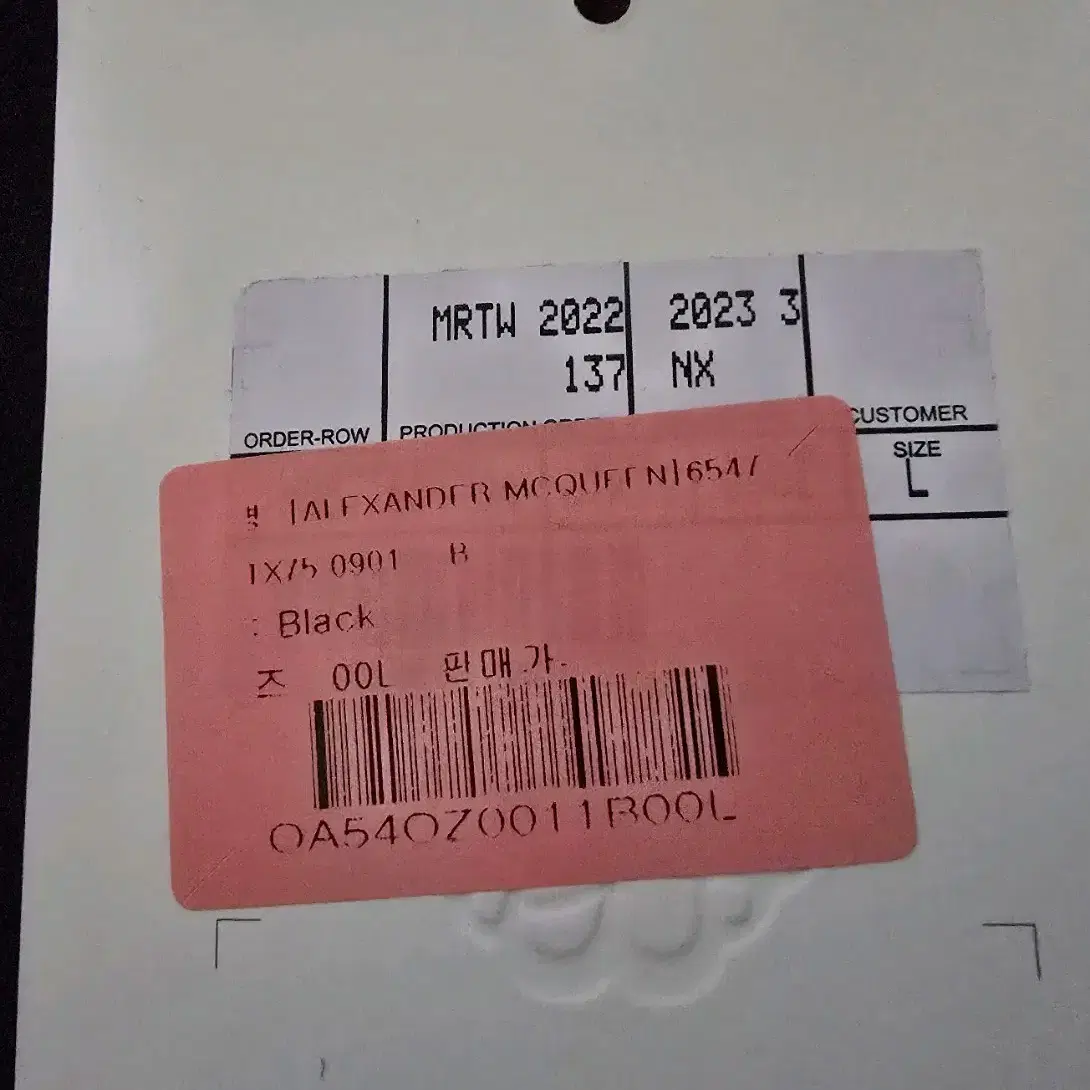 MRTW 2022 2023 3
137 NX
ORDER-ROW CUSTOMER
SIZE
L
ALEXANDER MCQUEEN|6547
0901 B
: Black
즈 00L 판매가
OA54OZ0011B00L